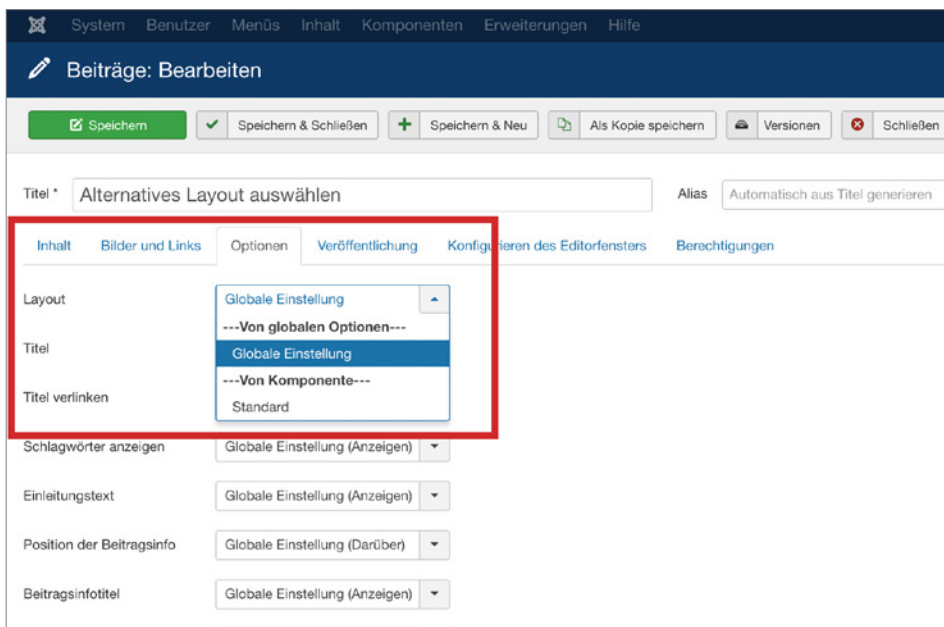 System Benutzer Menüs Inhalt Komponenten Erweiterungen Hilfe
Beiträge: Bearbeiten
Speichern Speichern & Schließen Speichern & Neu Als Kopie speichern Versionen Schließen
Titel * Alternatives Layout auswählen Alias Automatisch aus Titel generieren
Inhalt Bilder und Links Optionen Veröffentlichung Konfigurieren des Editorfensters Berechtigungen
Layout Globale Einstellung
---Von globalen Optionen---
Titel Globale Einstellung
---Von Komponente---
Titel verlinken Standard
Schlagwörter anzeigen Globale Einstellung (Anzeigen)
Einleitungstext Globale Einstellung (Anzeigen)
Position der Beitragsinfo Globale Einstellung (Darüber)
Beitragsinfotitel Globale Einstellung (Anzeigen)